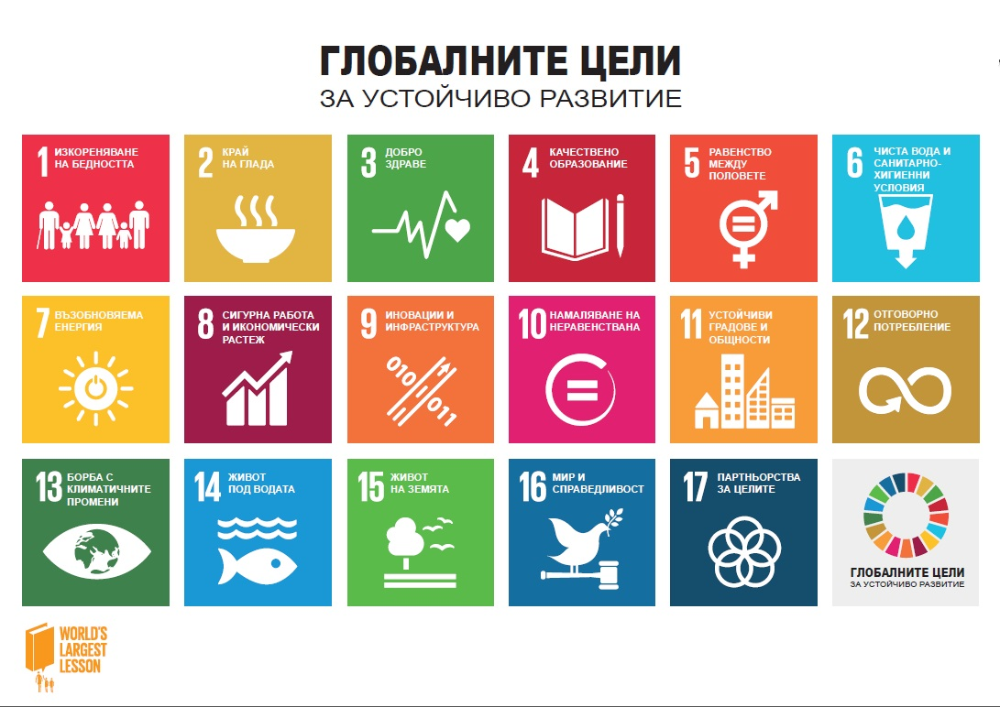 ГЛОБАЛНИТЕ ЦЕЛИ
ЗА УСТОЙЧИВО РАЗВИТИЕ
1 ИЗКОРЕНЯВАНЕ
НА БЕДНОСТТА
2 КРАЙ
НА ГЛАДА
3 ДОБРО
ЗДРАВЕ
4 КАЧЕСТВЕНО
ОБРАЗОВАНИЕ
5 РАВЕНСТВО
МЕЖДУ
ПОЛОВЕТЕ
6 ЧИСТА ВОДА И
САНИТАРНО-
ХИГИЕННИ
УСЛОВИЯ
7 ВЪЗОБНОВЯЕМА
ЕНЕРГИЯ
8 СИГУРНА РАБОТА
И ИКОНОМИЧЕСКИ
РАСТЕЖ
9 ИНОВАЦИИ И
ИНФРАСТРУКТУРА
010
011
10 НАМАЛЯВАНЕ НА
НЕРАВЕНСТВАНА
11 УСТОЙЧИВИ
ГРАДОВЕ И
ОБЩНОСТИ
12 ОТГОВОРНО
ПОТРЕБЛЕНИЕ
13 БОРБА С
КЛИМАТИЧНИТЕ
ПРОМЕНИ
14 ЖИВОТ
ПОД ВОДАТА
15 ЖИВОТ
НА ЗЕМЯТА
16 МИР И
СПРАВЕДЛИВОСТ
17 ПАРТНЬОРСТВА
ЗА ЦЕЛИТЕ
ГЛОБАЛНИТЕ ЦЕЛИ
ЗА УСТОЙЧИВО РАЗВИТИЕ
WORLD'S
LARGEST
LESSON